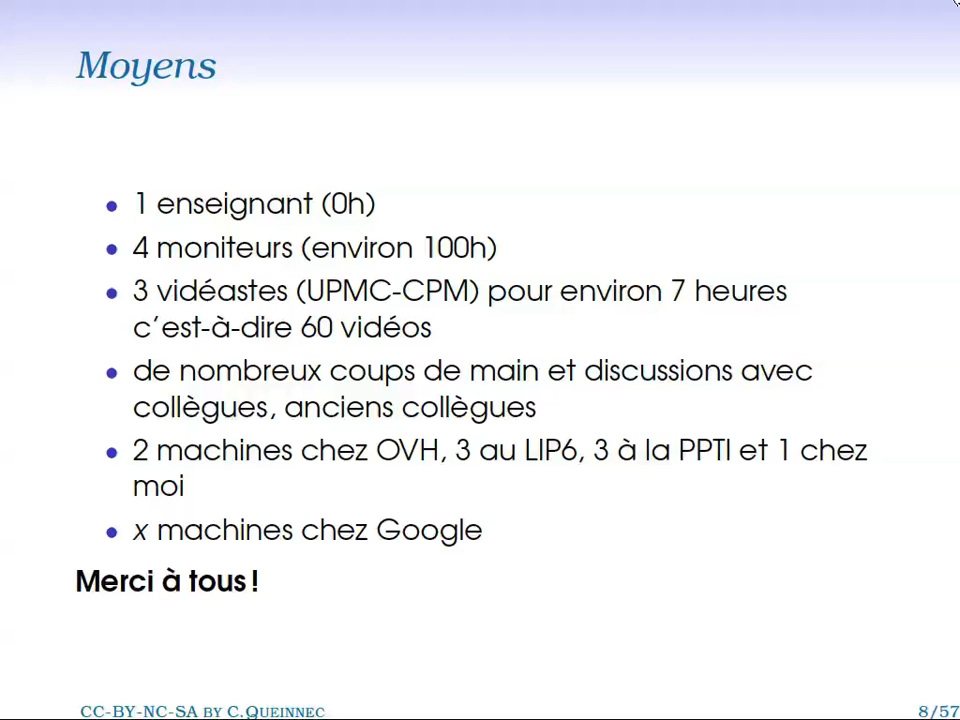 Moyens
• 1 enseignant (0h)
• 4 moniteurs (environ 100h)
• 3 vidéastes (UPMC-CPM) pour environ 7 heures
c’est-à-dire 60 vidéos
• de nombreux coups de main et discussions avec
collègues, anciens collègues
• 2 machines chez OVH, 3 au LIP6, 3 à la PPTI et 1 chez
moi
• x machines chez Google
Merci à tous !
CC-BY-NC-SA BY C.QUEINNEC
8/57